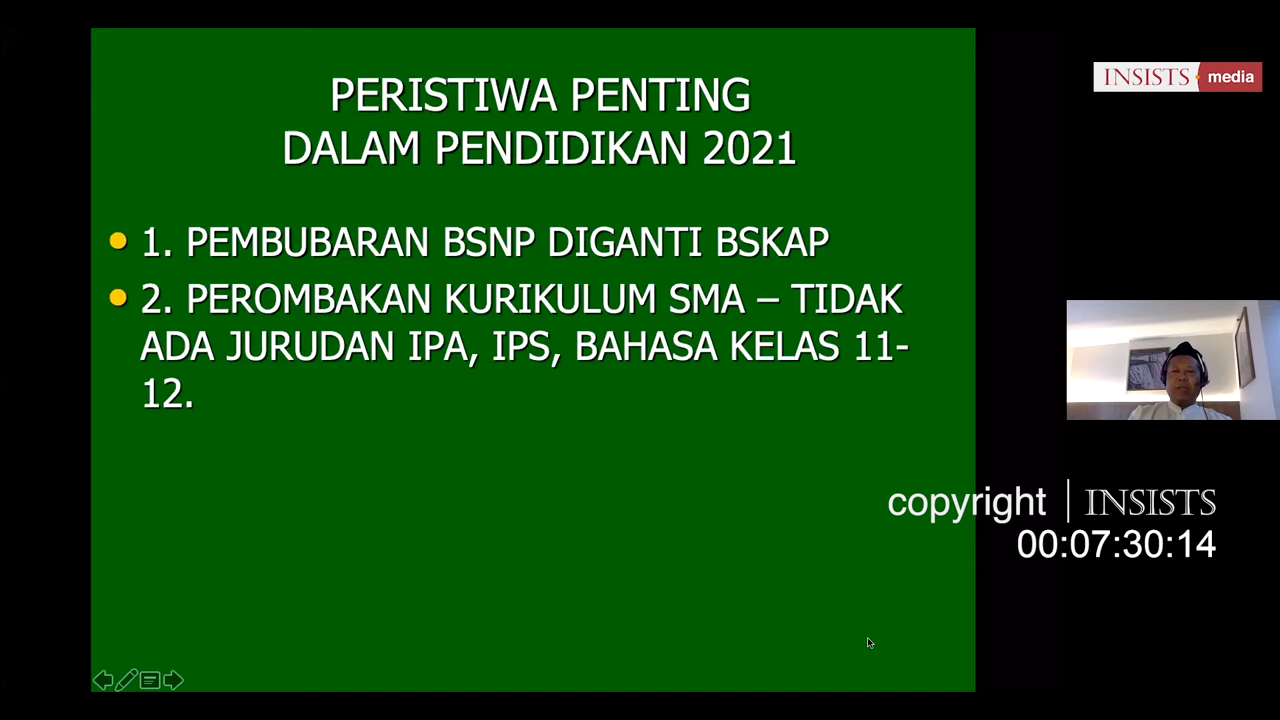 PERISTIWA PENTING
DALAM PENDIDIKAN 2021
1. PEMBUBARAN BSNP DIGANTI BSKAP
2. PEROMBAKAN KURIKULUM SMA – TIDAK
ADA JURUDAN IPA, IPS, BAHASA KELAS 11-
12.
INSISTS media
copyright | INSISTS
00:07:30:14